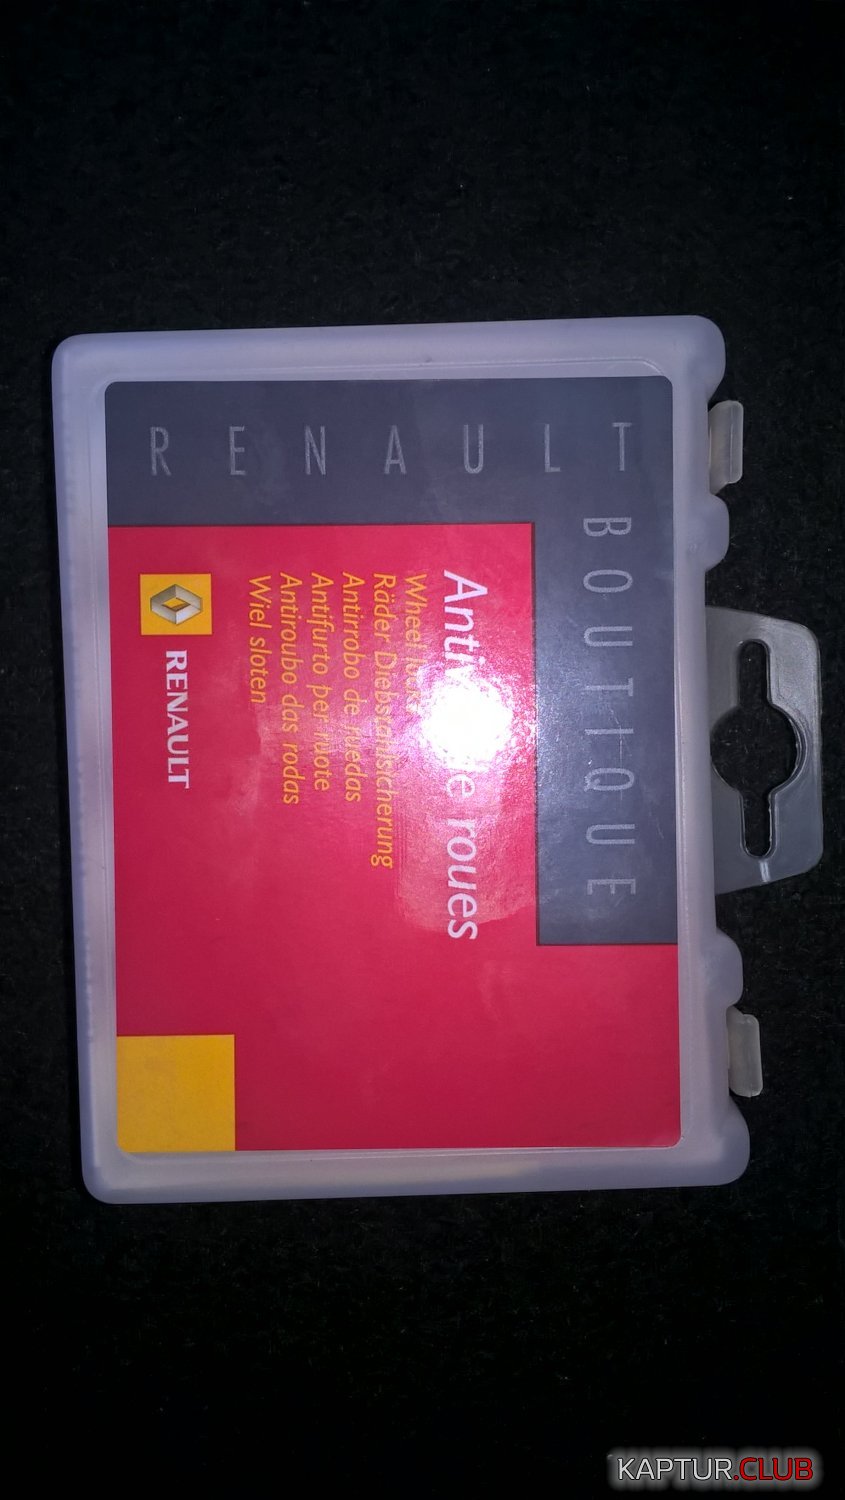 RENAULT
BOUTIQUE
roues
Wheel
Räder Diebstahlsicherung
Antirrobo de ruedas
Antifurto per ruote
Antiroubo das rodas
Wiel sloten
RENAULT
KAPTUR.CLUB